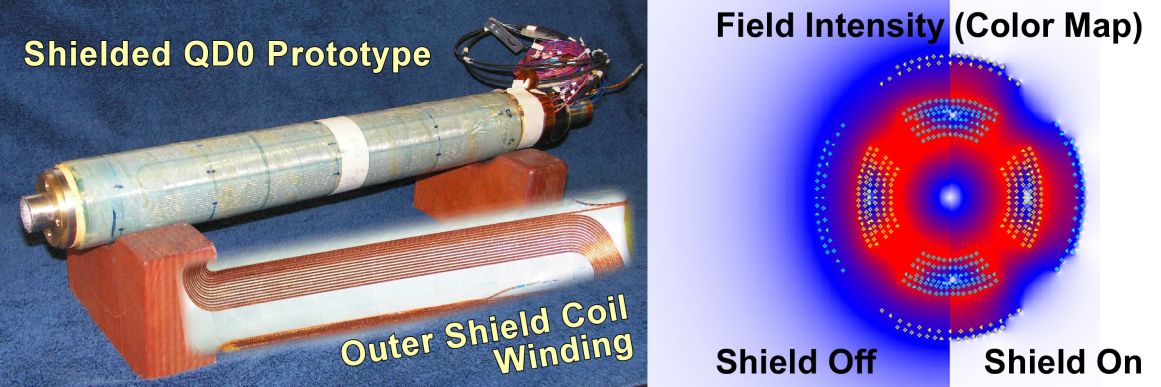 Shielded QD0 Prototype
Outer Shield Coil
Winding
Field Intensity (Color Map)
Shield Off
Shield On